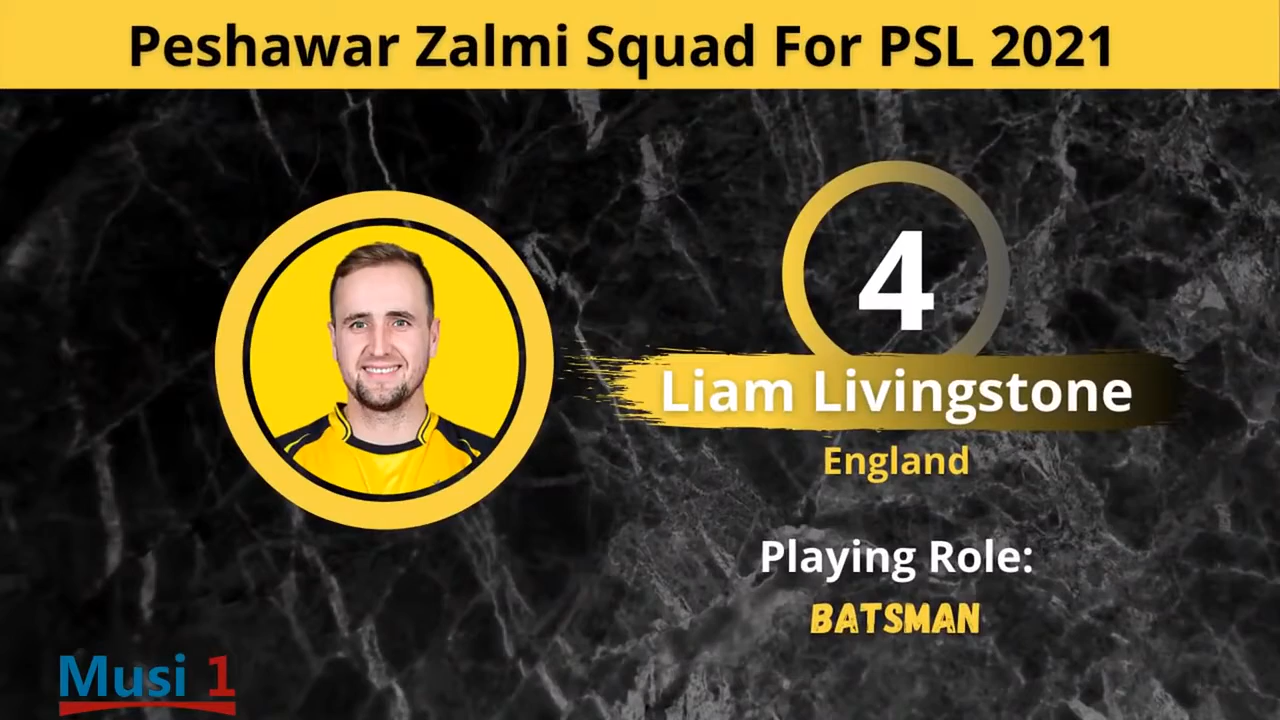 Peshawar Zalmi Squad For PSL 2021
4
Liam Livingstone
England
Playing Role:
BATSMAN
Musi 1